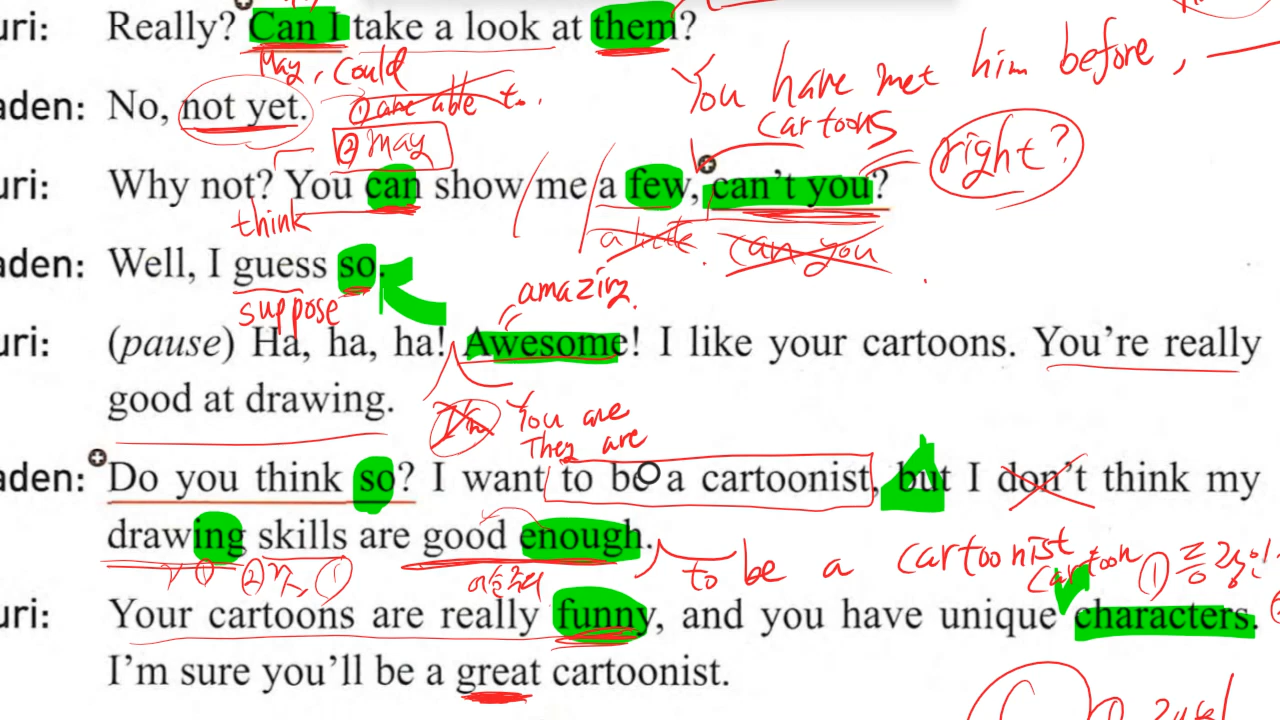 uri: Really? Can I take a look at them?
May, could
You have met him before,
aden: No, not yet.
① are able to.
② may
cartoons
right?
uri: Why not? You can show me a few, can't you?
think
a little. can you
aden: Well, I guess so.
suppose
amazing.
uri: (pause) Ha, ha, ha! Awesome! I like your cartoons. You're really
good at drawing.
I'm
You are
They are
aden: Do you think so? I want to be a cartoonist, but I don't think my
drawing skills are good enough.
to be a cartoonist
cartoon
①
② ①
uri: Your cartoons are really funny, and you have unique characters.
I'm sure you'll be a great cartoonist.